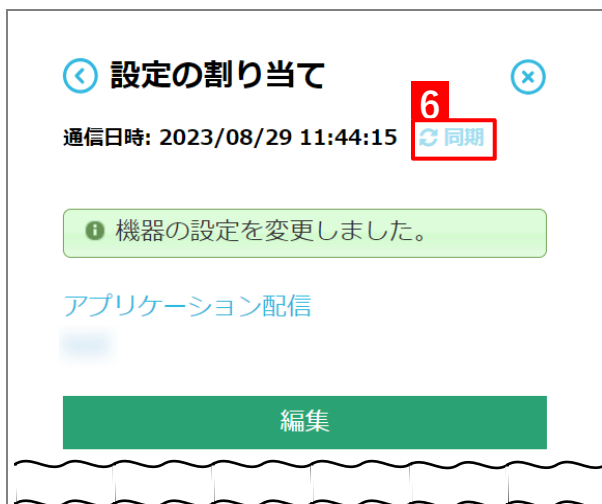 設定の割り当て
6
通信日時: 2023/08/29 11:44:15 同期
機器の設定を変更しました。
アプリケーション配信
編集